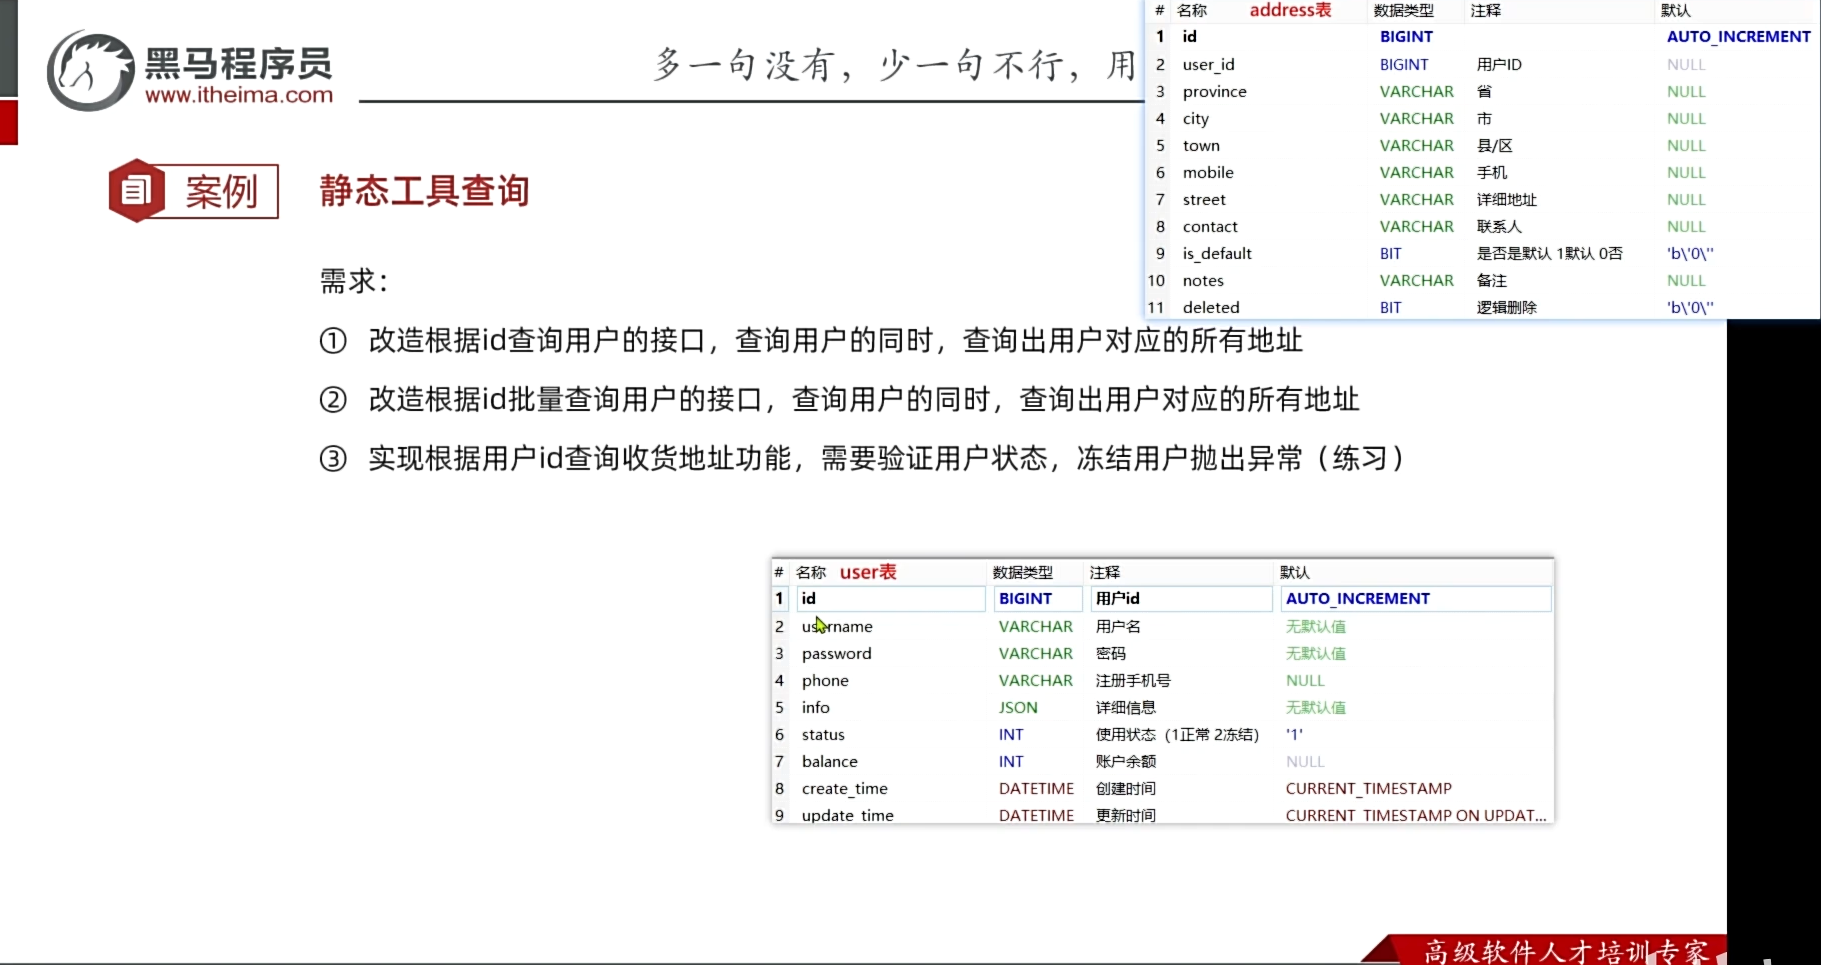 黑马程序员
www.itheima.com
多一句没有，少一句不行，用
# 名称 address表 数据类型 注释 默认
1 id BIGINT AUTO_INCREMENT
2 user_id BIGINT 用户ID NULL
3 province VARCHAR 省 NULL
4 city VARCHAR 市 NULL
5 town VARCHAR 县/区 NULL
6 mobile VARCHAR 手机 NULL
7 street VARCHAR 详细地址 NULL
8 contact VARCHAR 联系人 NULL
9 is_default BIT 是否是默认 1默认 0否 'b\'0\''
10 notes VARCHAR 备注 NULL
11 deleted BIT 逻辑删除 'b\'0\''
案例 静态工具查询
需求：
① 改造根据id查询用户的接口，查询用户的同时，查询出用户对应的所有地址
② 改造根据id批量查询用户的接口，查询用户的同时，查询出用户对应的所有地址
③ 实现根据用户id查询收货地址功能，需要验证用户状态，冻结用户抛出异常（练习）
# 名称 user表 数据类型 注释 默认
1 id BIGINT 用户id AUTO_INCREMENT
2 username VARCHAR 用户名 无默认值
3 password VARCHAR 密码 无默认值
4 phone VARCHAR 注册手机号 NULL
5 info JSON 详细信息 无默认值
6 status INT 使用状态（1正常 2冻结） '1'
7 balance INT 账户余额 NULL
8 create_time DATETIME 创建时间 CURRENT_TIMESTAMP
9 update_time DATETIME 更新时间 CURRENT_TIMESTAMP ON UPDAT...
高级软件人才培训专家